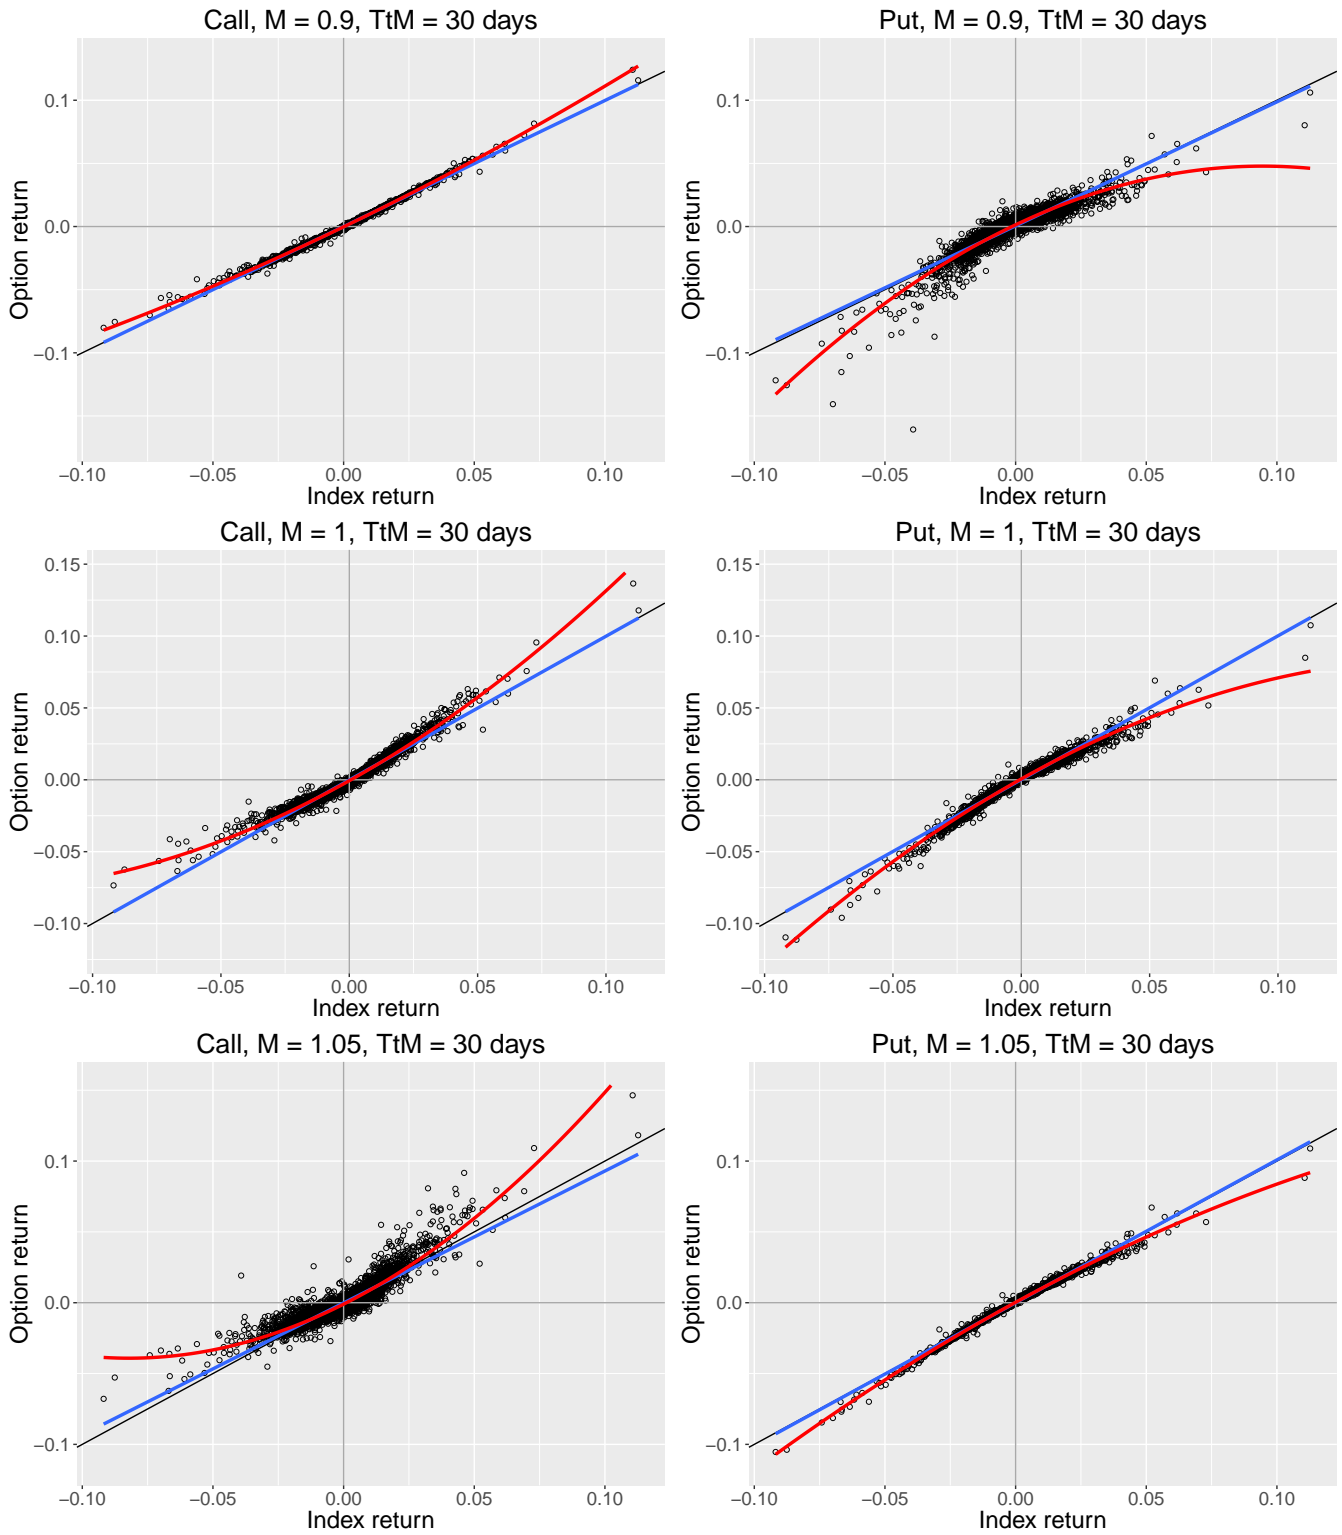 Call, M = 0.9, TtM = 30 days
Option return
0.1
0.0
−0.1
−0.10 −0.05 0.00 0.05 0.10
Index return
Put, M = 0.9, TtM = 30 days
Option return
0.1
0.0
−0.1
−0.10 −0.05 0.00 0.05 0.10
Index return
Call, M = 1, TtM = 30 days
Option return
0.15
0.10
0.05
0.00
−0.05
−0.10
−0.10 −0.05 0.00 0.05 0.10
Index return
Put, M = 1, TtM = 30 days
Option return
0.15
0.10
0.05
0.00
−0.05
−0.10
−0.10 −0.05 0.00 0.05 0.10
Index return
Call, M = 1.05, TtM = 30 days
Option return
0.1
0.0
−0.1
−0.10 −0.05 0.00 0.05 0.10
Index return
Put, M = 1.05, TtM = 30 days
Option return
0.1
0.0
−0.1
−0.10 −0.05 0.00 0.05 0.10
Index return